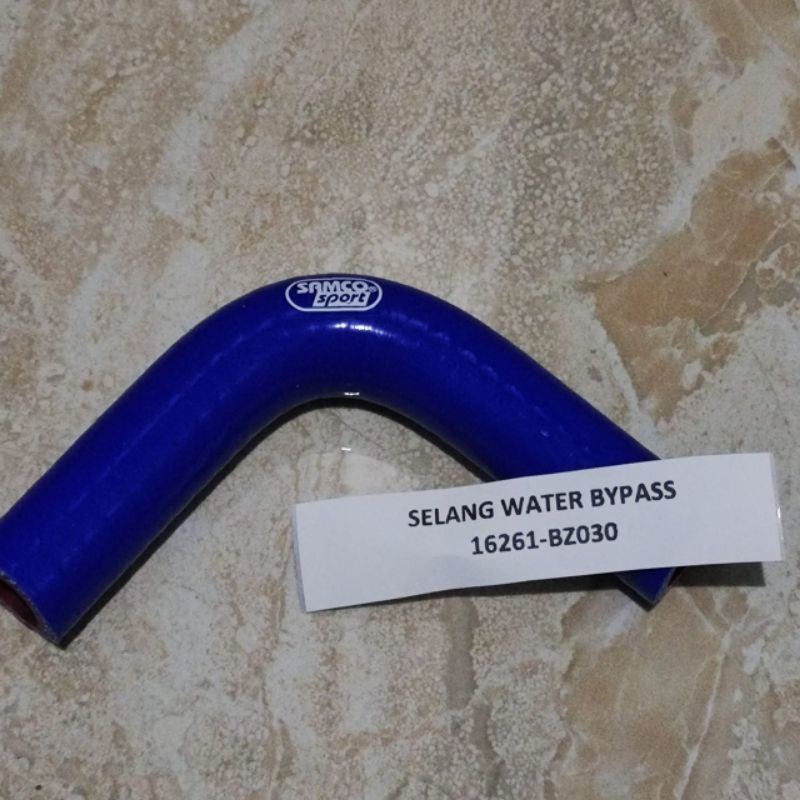 SAMCO®
sport
SELANG WATER BYPASS
16261-BZ030